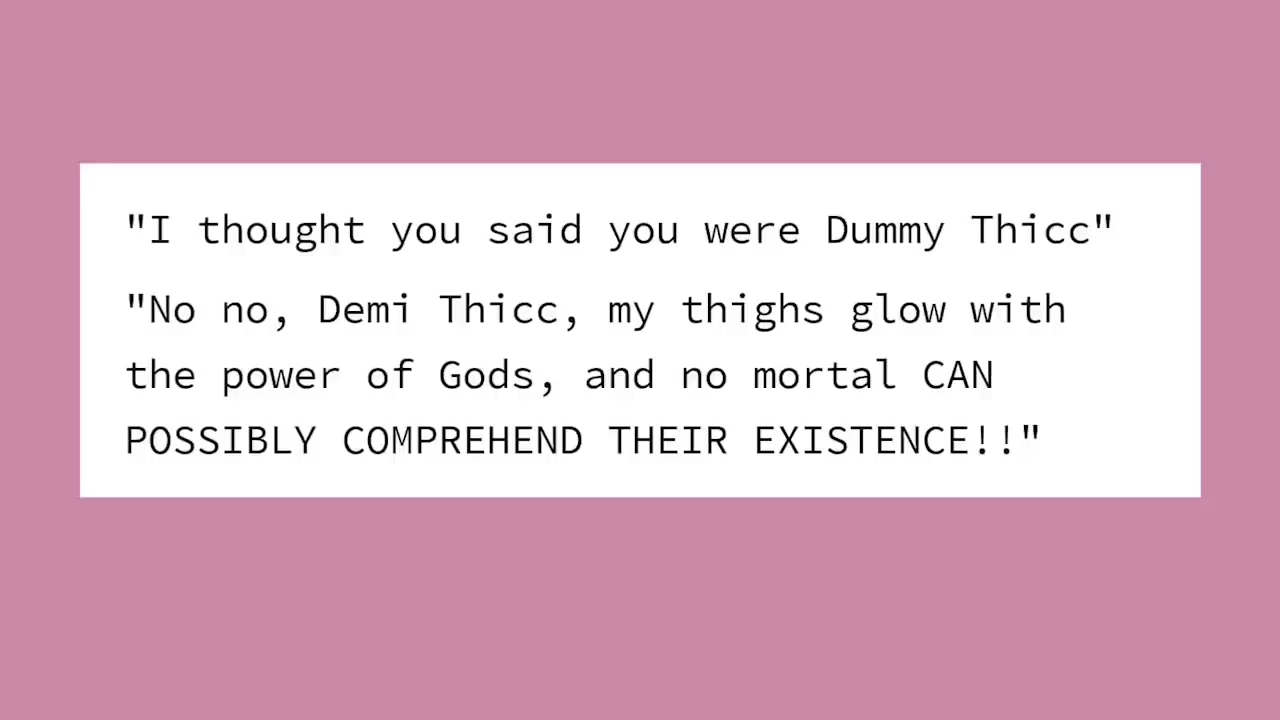 "I thought you said you were Dummy Thicc"
"No no, Demi Thicc, my thighs glow with
the power of Gods, and no mortal CAN
POSSIBLY COMPREHEND THEIR EXISTENCE!!"